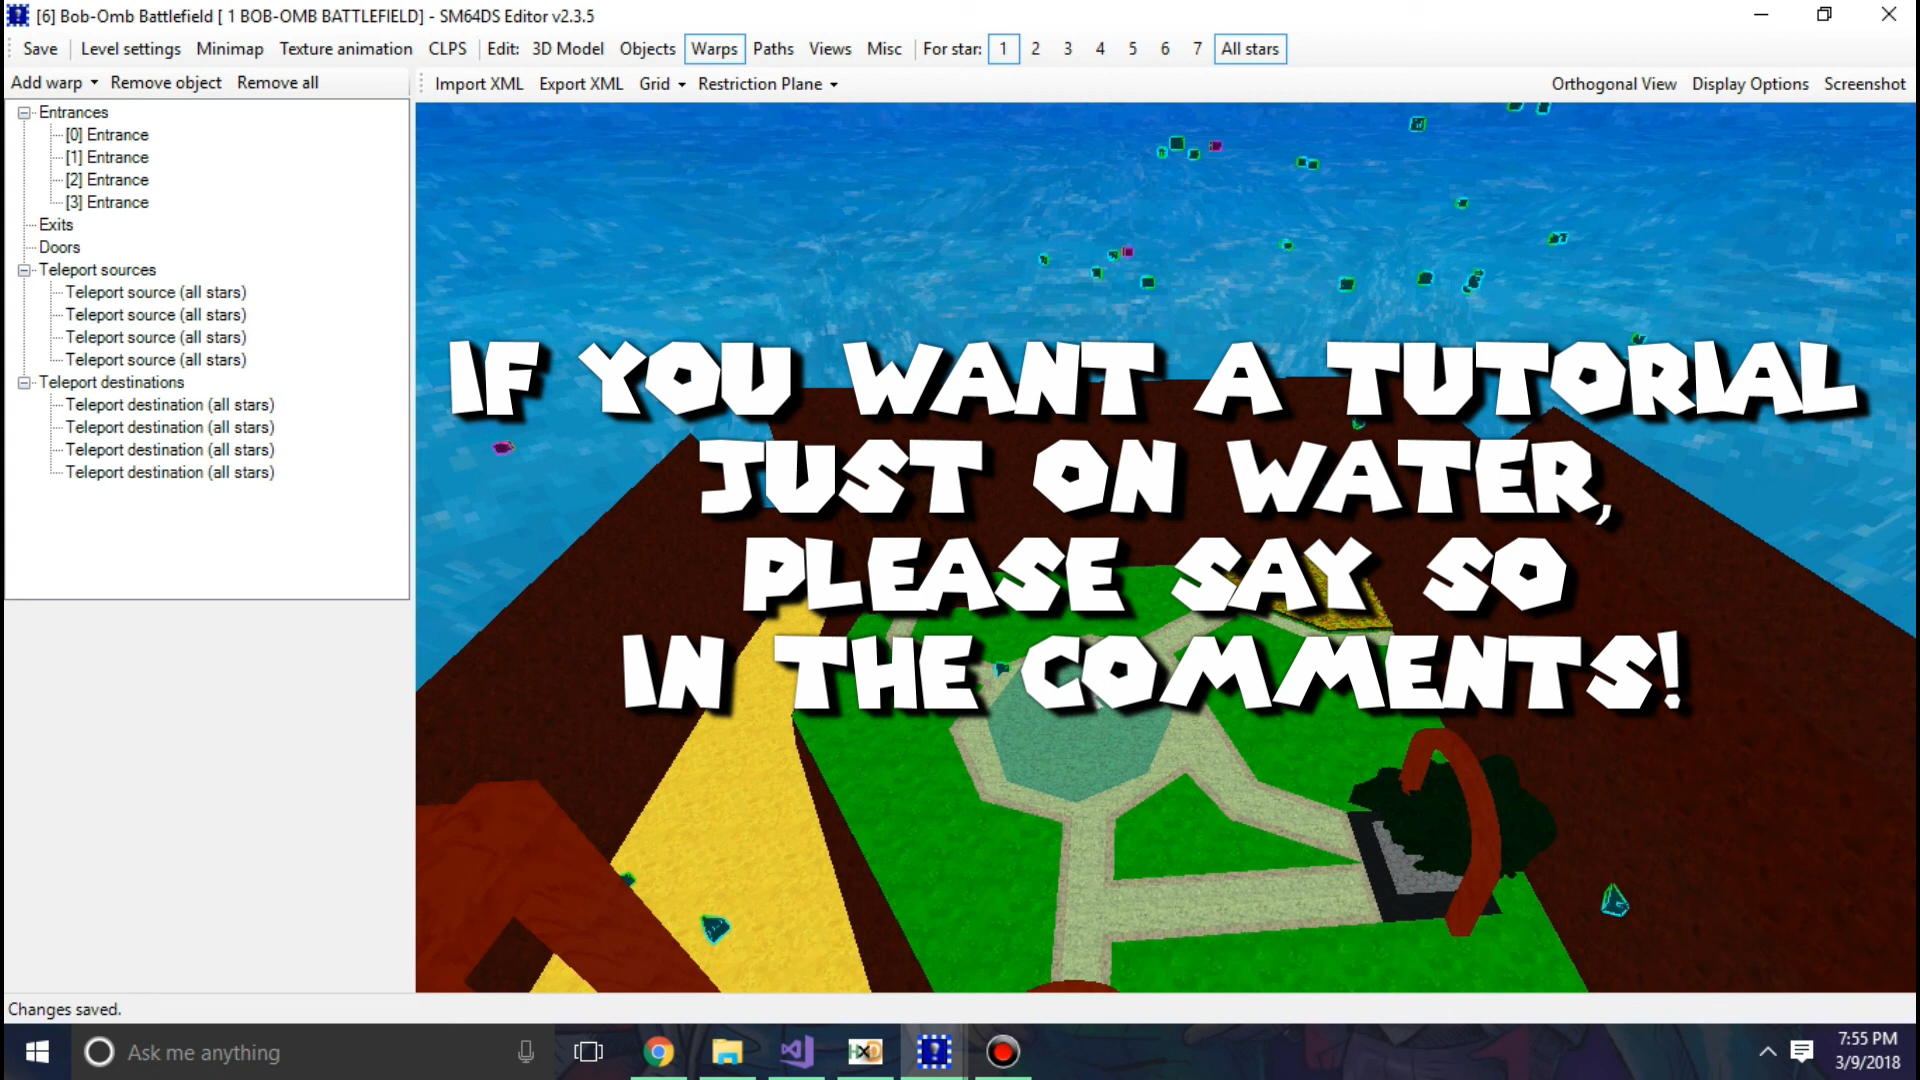 [6] Bob-Omb Battlefield [ 1 BOB-OMB BATTLEFIELD] - SM64DS Editor v2.3.5
Save Level settings Minimap Texture animation CLPS Edit: 3D Model Objects Warps Paths Views Misc For star: 1 2 3 4 5 6 7 All stars
Add warp Remove object Remove all
Import XML Export XML Grid Restriction Plane Orthogonal View Display Options Screenshot
Entrances
[0] Entrance
[1] Entrance
[2] Entrance
[3] Entrance
Exits
Doors
Teleport sources
Teleport source (all stars)
Teleport source (all stars)
Teleport source (all stars)
Teleport source (all stars)
Teleport destinations
Teleport destination (all stars)
Teleport destination (all stars)
Teleport destination (all stars)
Teleport destination (all stars)
IF YOU WANT A TUTORIAL
JUST ON WATER,
PLEASE SAY SO
IN THE COMMENTS!
Changes saved.
Ask me anything
HXD
7:55 PM
3/9/2018